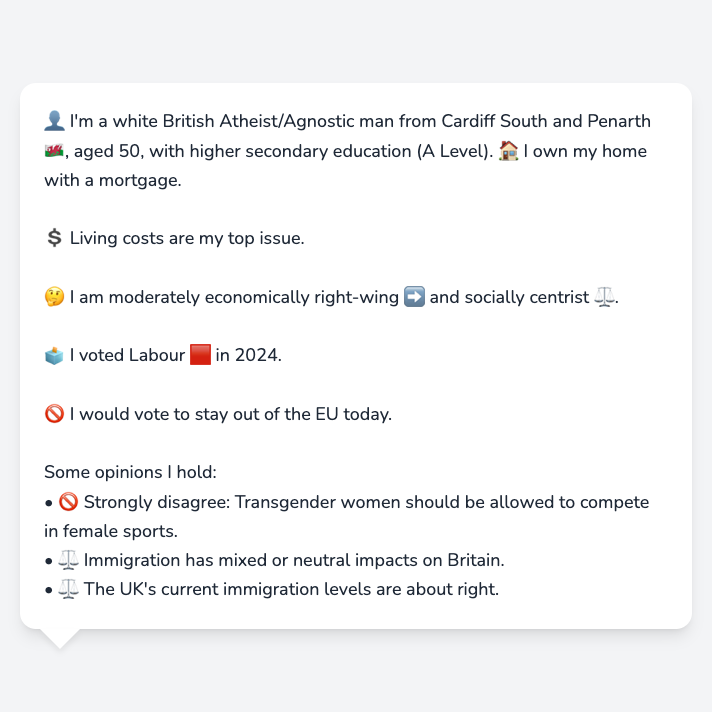 👤 I'm a white British Atheist/Agnostic man from Cardiff South and Penarth
🏴󠁧󠁢󠁷󠁬󠁳󠁿, aged 50, with higher secondary education (A Level). 🏠 I own my home
with a mortgage.
💲 Living costs are my top issue.
🤔 I am moderately economically right-wing ➡️ and socially centrist ⚖️.
🗳️ I voted Labour 🟥 in 2024.
🚫 I would vote to stay out of the EU today.
Some opinions I hold:
• 🚫 Strongly disagree: Transgender women should be allowed to compete
in female sports.
• ⚖️ Immigration has mixed or neutral impacts on Britain.
• ⚖️ The UK's current immigration levels are about right.